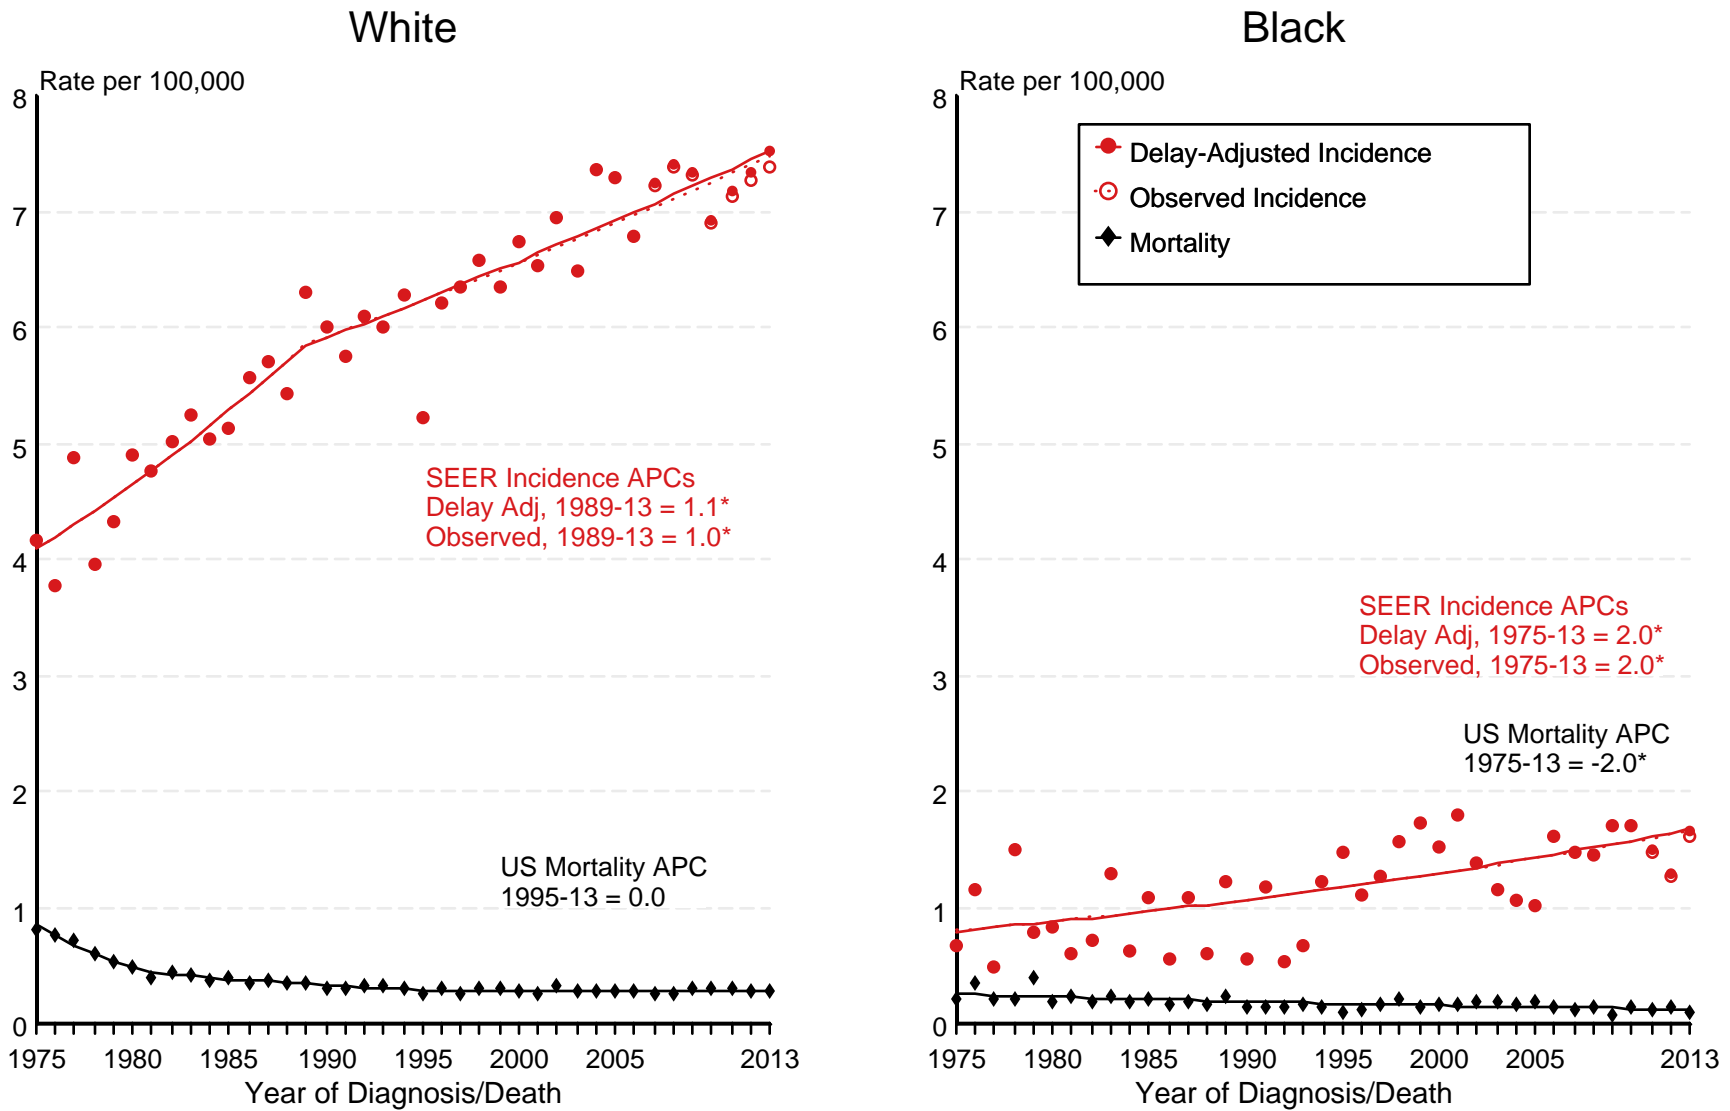 White
Rate per 100,000
8
7
6
5
4
3
2
1
0
SEER Incidence APCs
Delay Adj, 1989-13 = 1.1*
Observed, 1989-13 = 1.0*
US Mortality APC
1995-13 = 0.0
1975 1980 1985 1990 1995 2000 2005 2013
Year of Diagnosis/Death
Black
Rate per 100,000
8
7
6
5
4
3
2
1
0
Delay-Adjusted Incidence
Observed Incidence
Mortality
SEER Incidence APCs
Delay Adj, 1975-13 = 2.0*
Observed, 1975-13 = 2.0*
US Mortality APC
1975-13 = -2.0*
1975 1980 1985 1990 1995 2000 2005 2013
Year of Diagnosis/Death